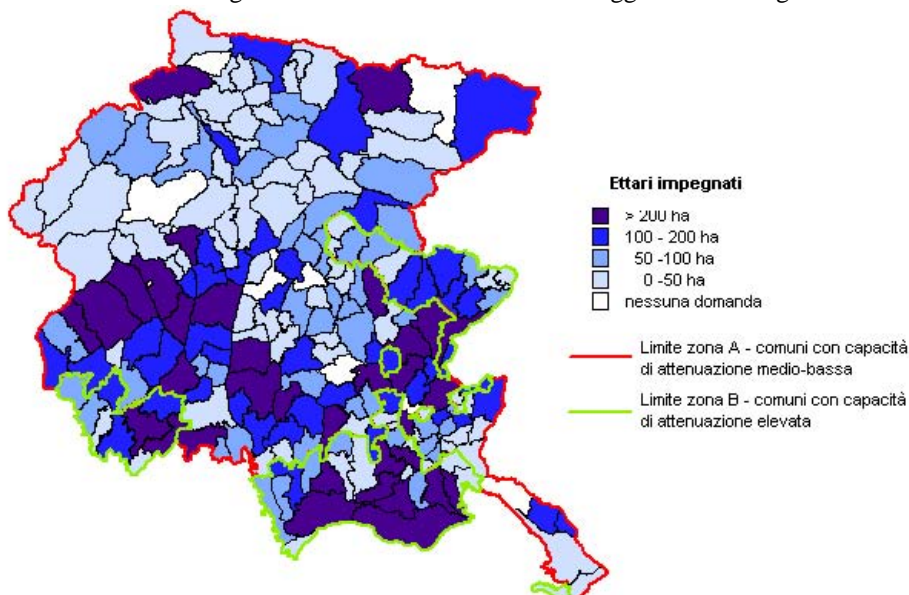 Ettari impegnati
> 200 ha
100 - 200 ha
50 -100 ha
0 -50 ha
nessuna domanda
Limite zona A - comuni con capacità
di attenuazione medio-bassa
Limite zona B - comuni con capacità
di attenuazione elevata